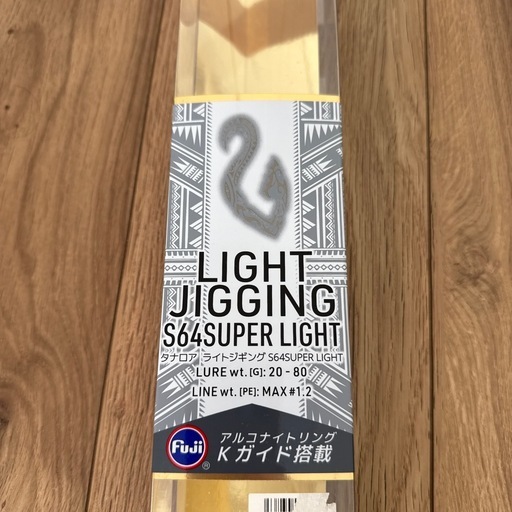 LIGHT
JIGGING
S64SUPER LIGHT
タナロア ライトジギング S64SUPER LIGHT
LURE wt. [G]: 20 - 80
LINE wt. [PE]: MAX #1.2
Fuji ®
アルコナイトリング
Kガイド搭載